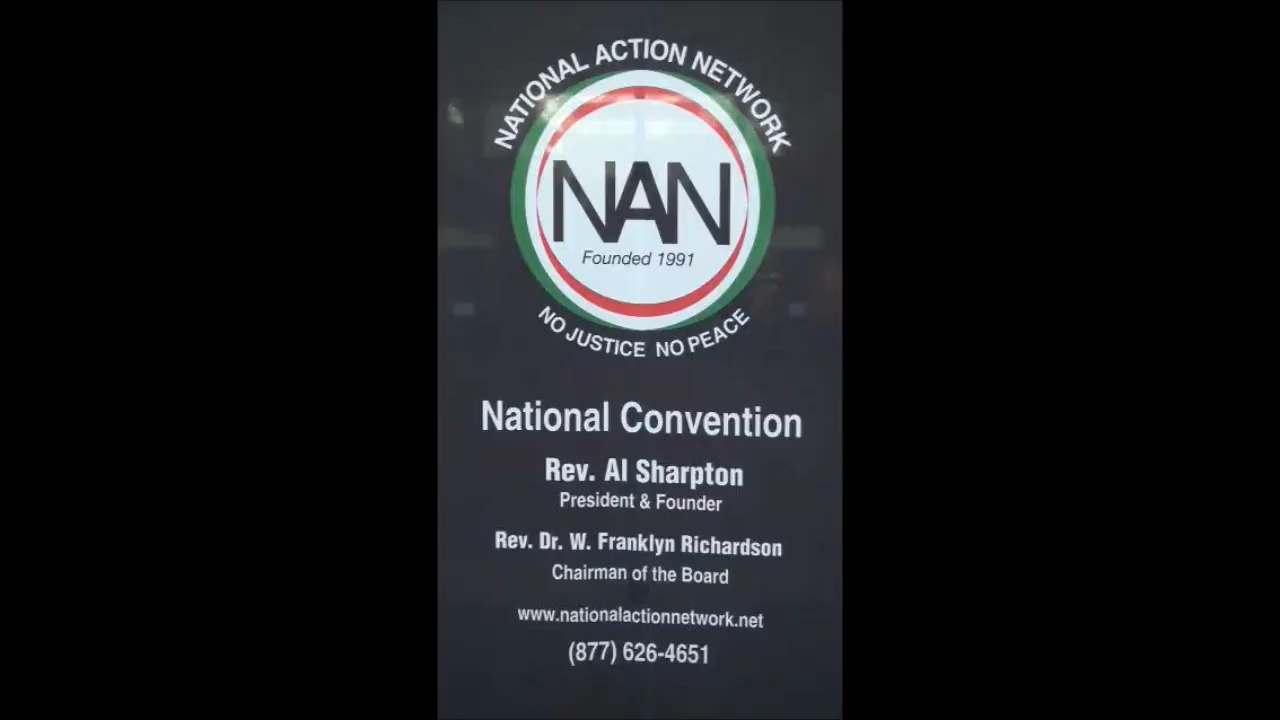 NATIONAL ACTION NETWORK
NAN
Founded 1991
NO JUSTICE NO PEACE
National Convention
Rev. Al Sharpton
President & Founder
Rev. Dr. W. Franklyn Richardson
Chairman of the Board
www.nationalactionnetwork.net
(877) 626-4651